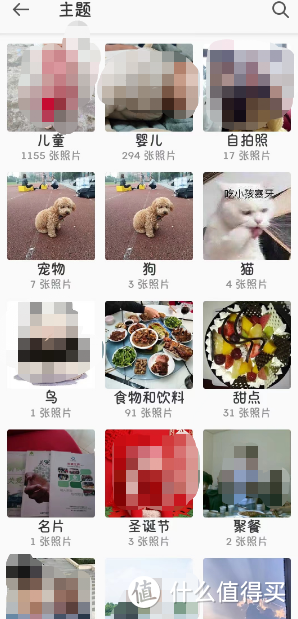 主题
儿童
婴儿
自拍照
1155 张照片
294 张照片
17 张照片
吃小孩塞牙
宠物
狗
猫
7 张照片
3 张照片
4 张照片
鸟
食物和饮料
甜点
1 张照片
91 张照片
31 张照片
名片
圣诞节
聚餐
1 张照片
3 张照片
2 张照片
值 什么值得买